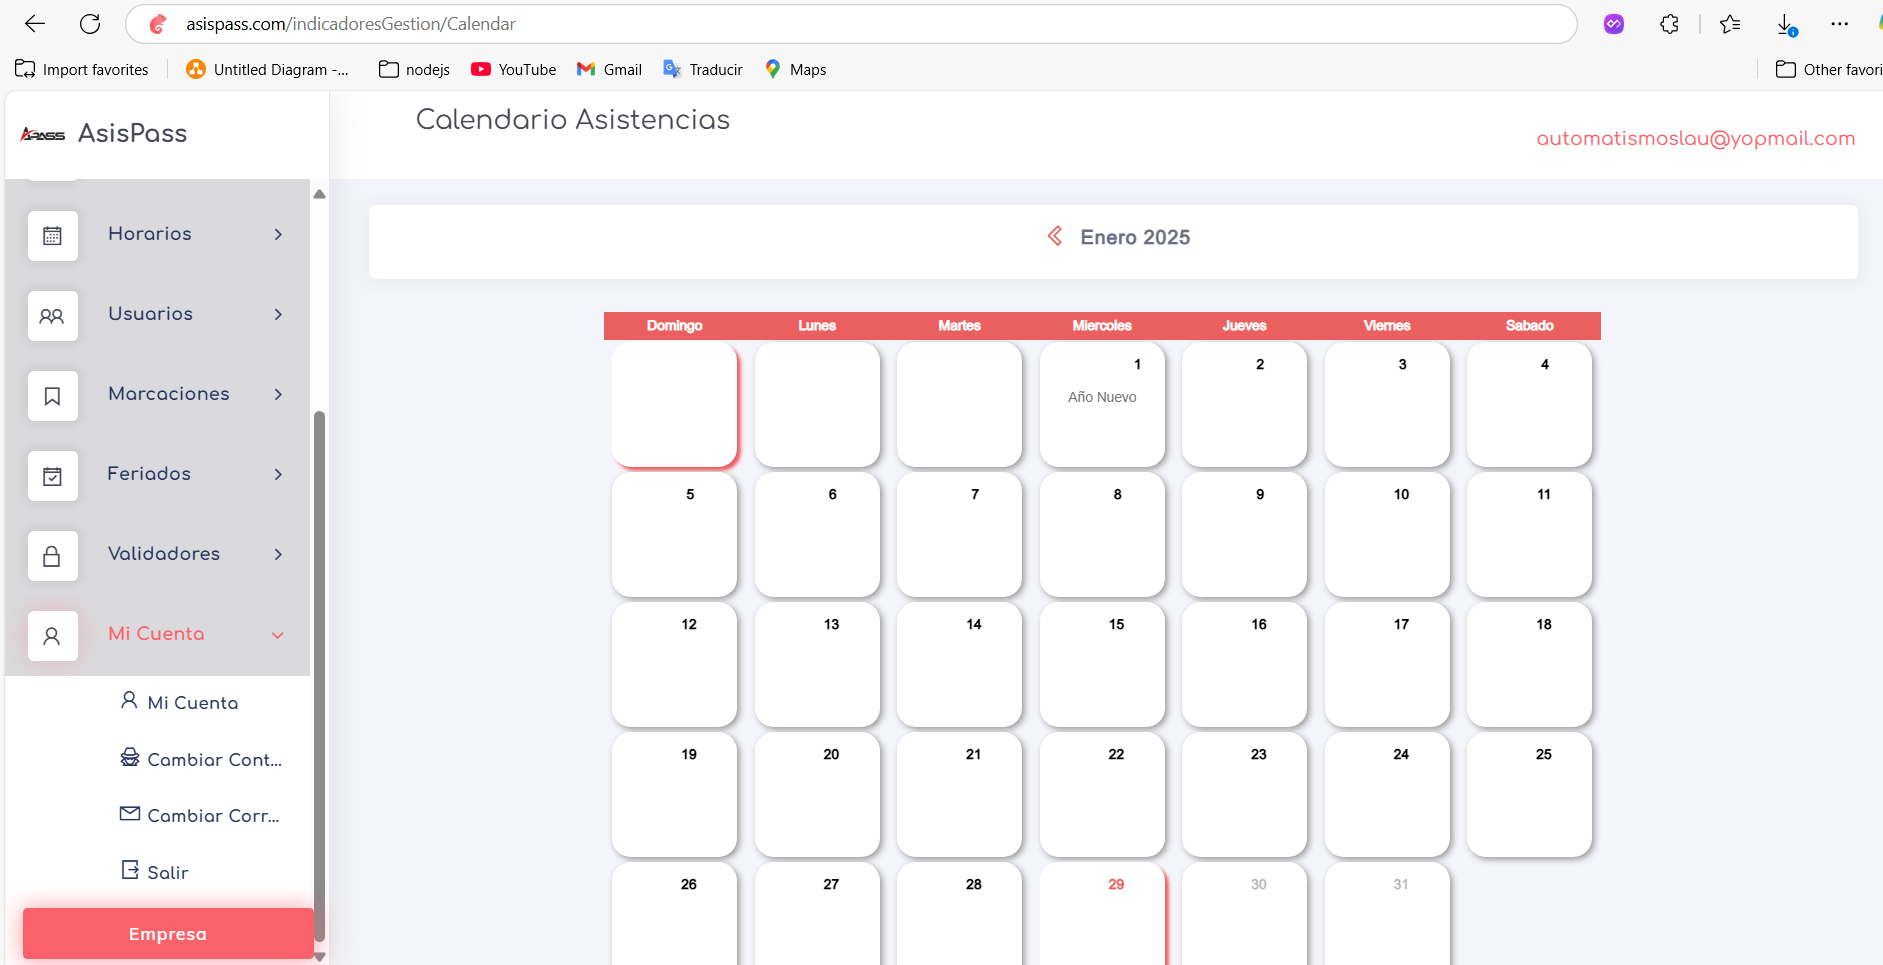 asispass.com/indicadoresGestion/Calendar
Import favorites
Untitled Diagram -...
nodejs
YouTube
Gmail
Traducir
Maps
Other favori
APASS
AsisPass
Calendario Asistencias
automatismoslau@yopmail.com
Horarios
Usuarios
Marcaciones
Feriados
Validadores
Mi Cuenta
Mi Cuenta
Cambiar Cont...
Cambiar Corr...
Salir
Empresa
Enero 2025
Domingo Lunes Martes Miercoles Jueves Viernes Sabado
1 2 3 4
Año Nuevo
5 6 7 8 9 10 11
12 13 14 15 16 17 18
19 20 21 22 23 24 25
26 27 28 29 30 31